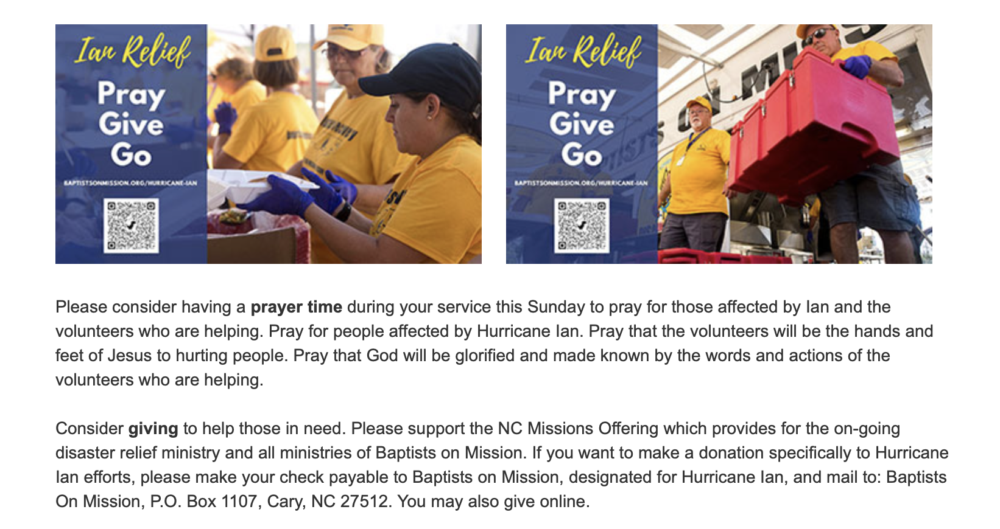 Ian Relief
Pray
Give
Go
BAPTISTSONMISSION.ORG/HURRICANE-IAN
Ian Relief
Pray
Give
Go
BAPTISTSONMISSION.ORG/HURRICANE-IAN
Please consider having a prayer time during your service this Sunday to pray for those affected by Ian and the
volunteers who are helping. Pray for people affected by Hurricane Ian. Pray that the volunteers will be the hands and
feet of Jesus to hurting people. Pray that God will be glorified and made known by the words and actions of the
volunteers who are helping.
Consider giving to help those in need. Please support the NC Missions Offering which provides for the on-going
disaster relief ministry and all ministries of Baptists on Mission. If you want to make a donation specifically to Hurricane
Ian efforts, please make your check payable to Baptists on Mission, designated for Hurricane Ian, and mail to: Baptists
On Mission, P.O. Box 1107, Cary, NC 27512. You may also give online.